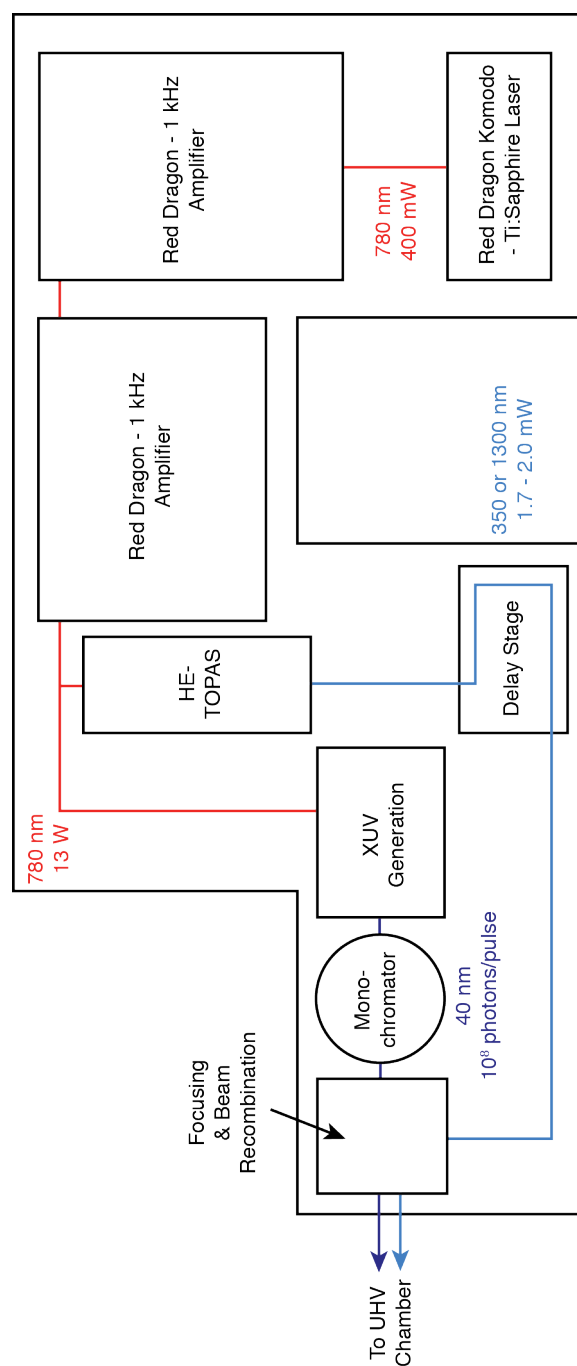 Red Dragon - 1 kHz
Amplifier
Red Dragon Komodo
- Ti:Sapphire Laser
780 nm
400 mW
Red Dragon - 1 kHz
Amplifier
350 or 1300 nm
1.7 - 2.0 mW
HE-
TOPAS
Delay Stage
780 nm
13 W
XUV
Generation
Mono-
chromator
40 nm
10⁸ photons/pulse
Focusing
& Beam
Recombination
To UHV
Chamber